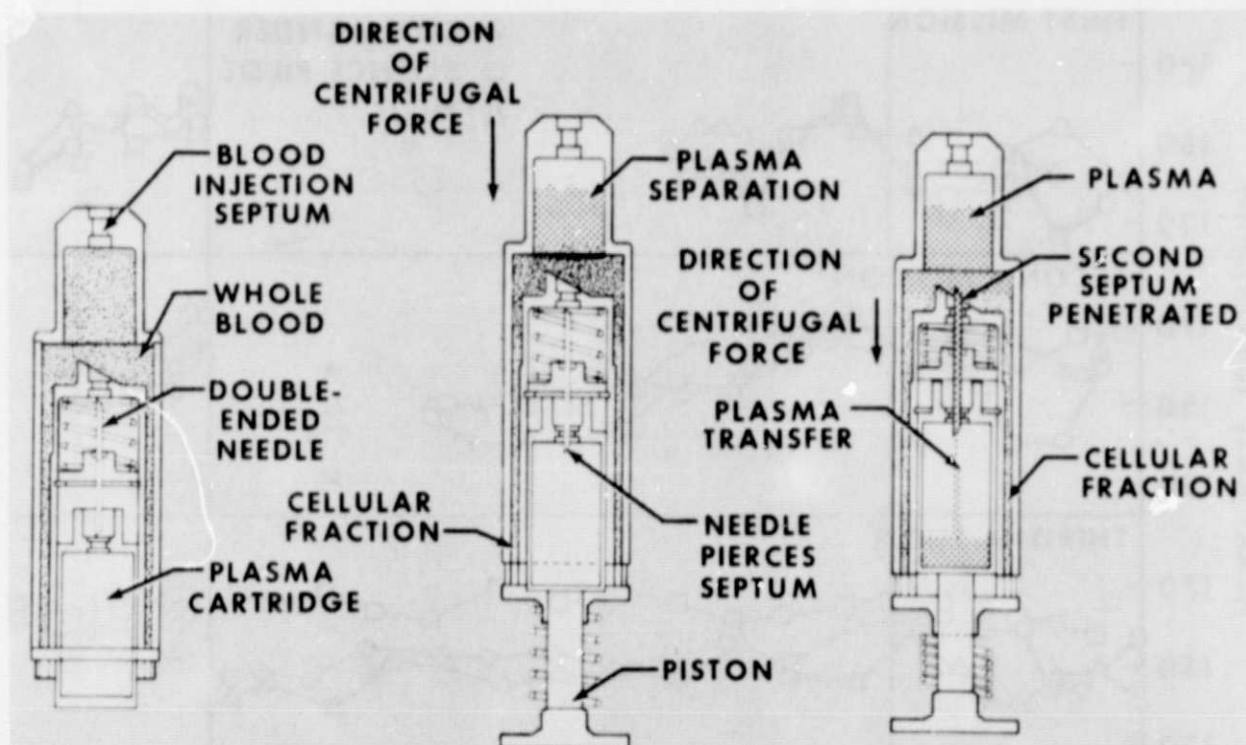 DIRECTION
OF
CENTRIFUGAL
FORCE
BLOOD
INJECTION
SEPTUM
WHOLE
BLOOD
DOUBLE-
ENDED
NEEDLE
PLASMA
CARTRIDGE
PLASMA
SEPARATION
CELLULAR
FRACTION
NEEDLE
PIERCES
SEPTUM
PISTON
DIRECTION
OF
CENTRIFUGAL
FORCE
PLASMA
SECOND
SEPTUM
PENETRATED
PLASMA
TRANSFER
CELLULAR
FRACTION